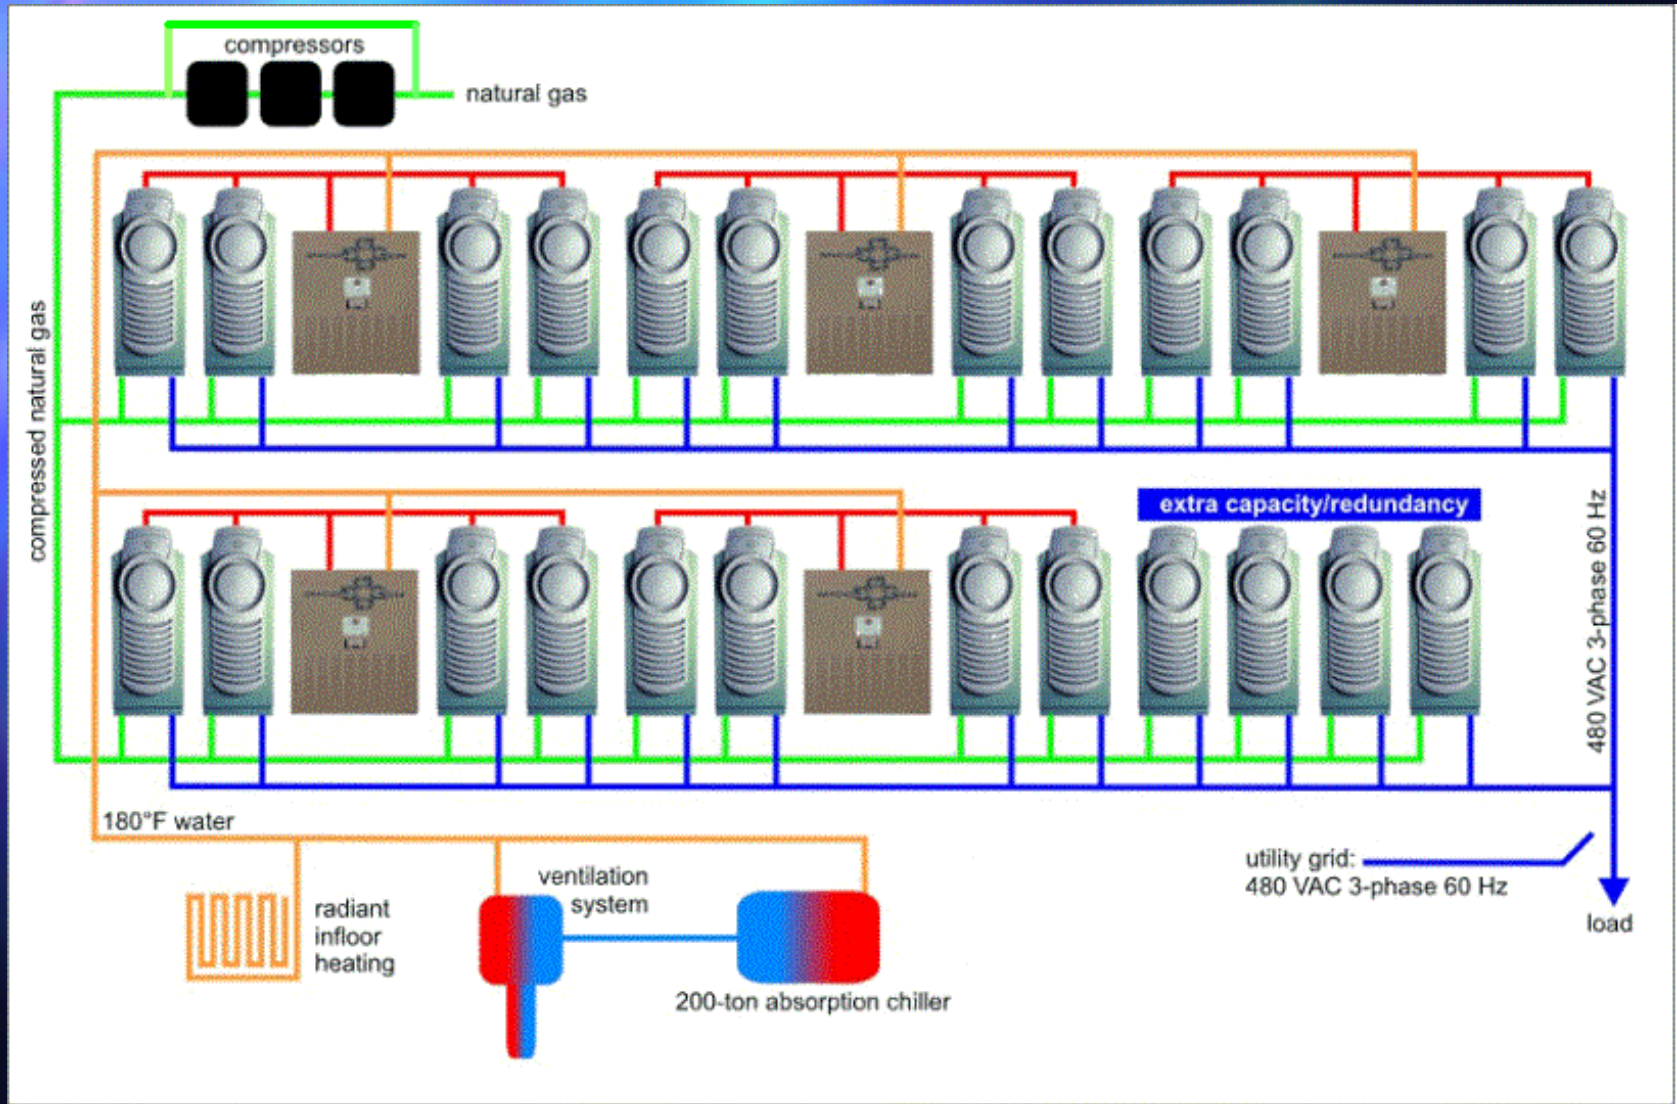 compressors
natural gas
compressed natural gas
extra capacity/redundancy
480 VAC 3-phase 60 Hz
180°F water
radiant
infloor
heating
ventilation
system
200-ton absorption chiller
utility grid:
480 VAC 3-phase 60 Hz
load